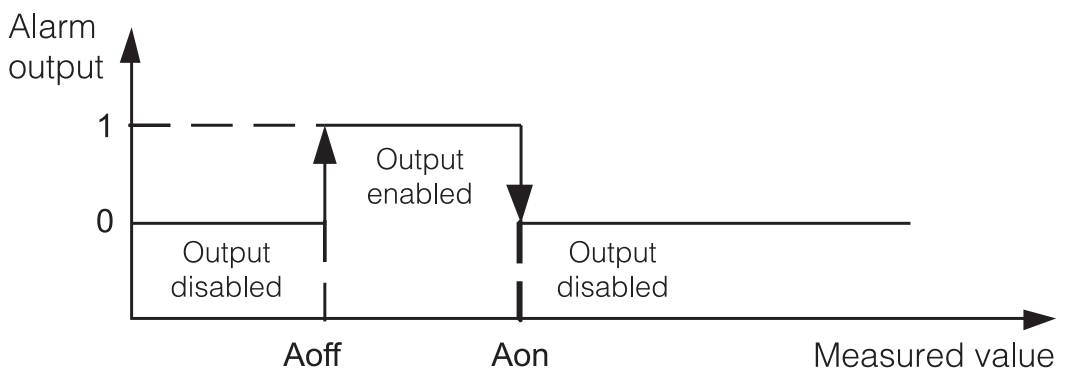 Alarm
output
1
Output
enabled
0
Output
disabled
Output
disabled
Aoff
Aon
Measured value